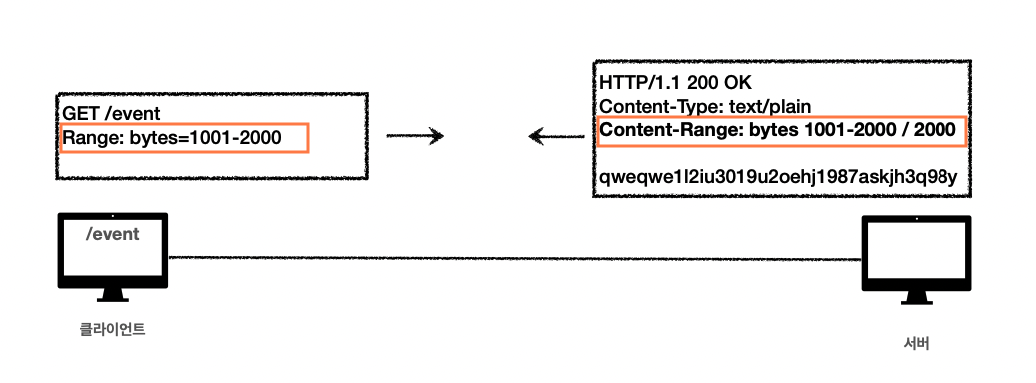 GET /event
Range: bytes=1001-2000
HTTP/1.1 200 OK
Content-Type: text/plain
Content-Range: bytes 1001-2000 / 2000
qweqwe1l2iu3019u2oehj1987askjh3q98y
/event
클라이언트
서버